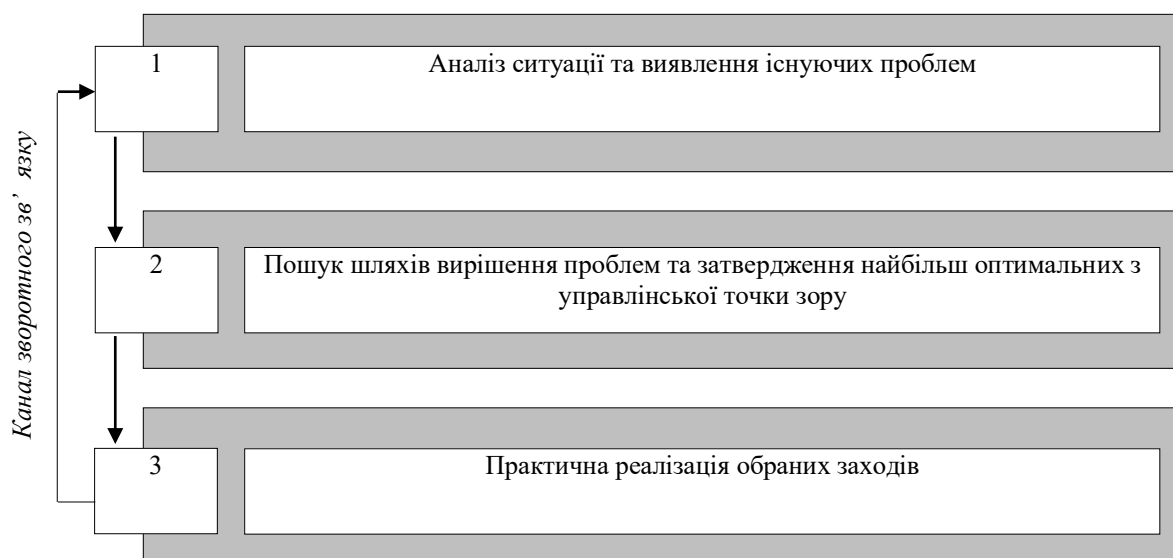 1
Аналіз ситуації та виявлення існуючих проблем
Канал зворотного зв’ язку
2
Пошук шляхів вирішення проблем та затвердження найбільш оптимальних з
управлінської точки зору
3
Практична реалізація обраних заходів